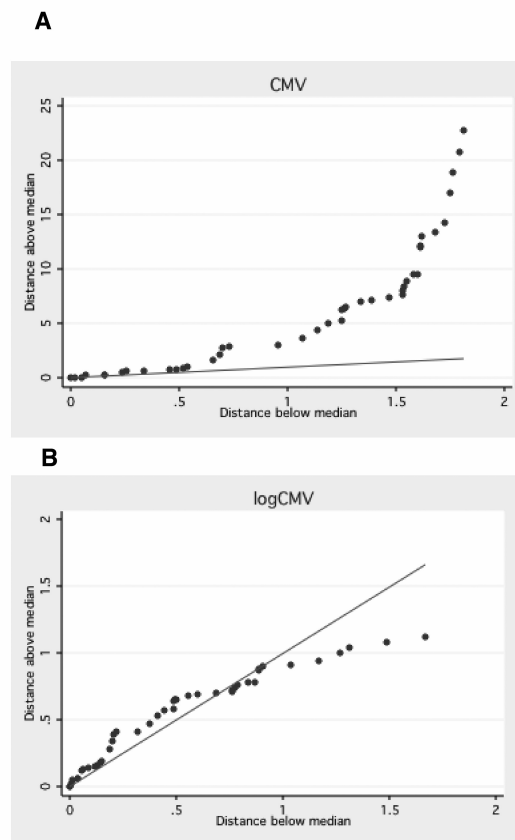 A
CMV
25
20
15
10
5
0
Distance above median
0 .5 1 1.5 2
Distance below median
B
logCMV
2
1.5
1
.5
0
Distance above median
0 .5 1 1.5 2
Distance below median